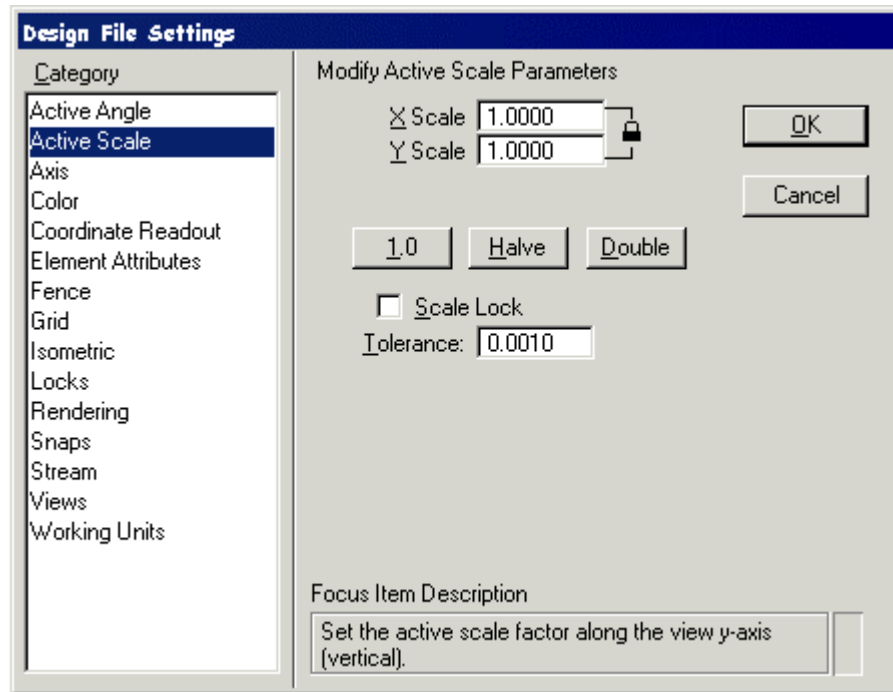 Design File Settings
Category
Active Angle
Active Scale
Axis
Color
Coordinate Readout
Element Attributes
Fence
Grid
Isometric
Locks
Rendering
Snaps
Stream
Views
Working Units
Modify Active Scale Parameters
X Scale 1.0000
Y Scale 1.0000
OK
Cancel
1.0 Halve Double
Scale Lock
Tolerance: 0.0010
Focus Item Description
Set the active scale factor along the view y-axis
(vertical).